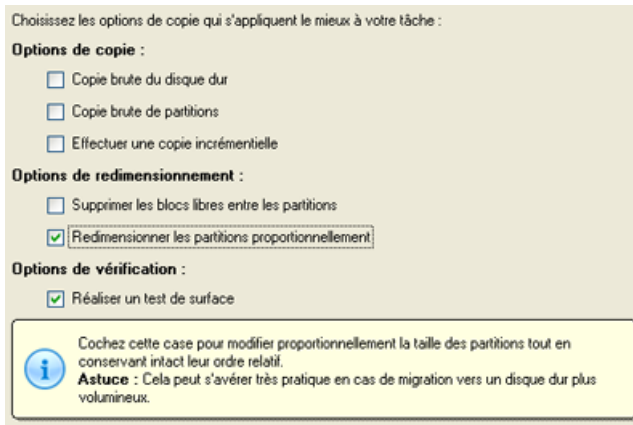 Choisissez les options de copie qui s'appliquent le mieux à votre tâche :
Options de copie :
Copie brute du disque dur
Copie brute de partitions
Effectuer une copie incrémentielle
Options de redimensionnement :
Supprimer les blocs libres entre les partitions
Redimensionner les partitions proportionnellement
Options de vérification :
Réaliser un test de surface
Cochez cette case pour modifier proportionnellement la taille des partitions tout en
conservant intact leur ordre relatif.
Astuce : Cela peut s'avérer très pratique en cas de migration vers un disque dur plus
volumineux.